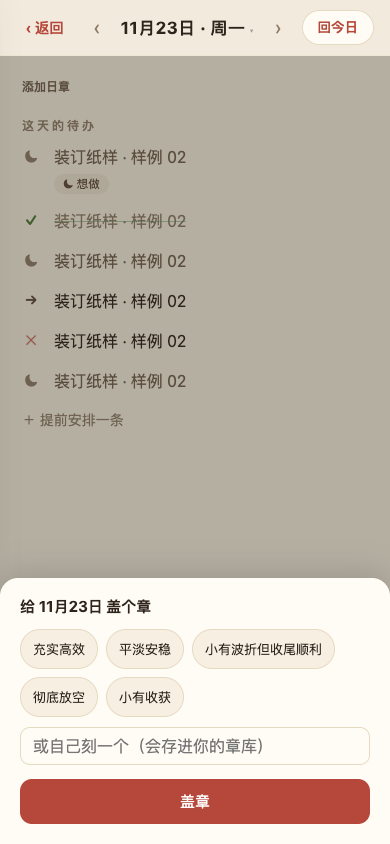 ‹ 返回 ‹ 11月23日 · 周一 · › 回今日
添加日章
这天的待办
装订纸样 · 样例 02
想做
装订纸样 · 样例 02
装订纸样 · 样例 02
装订纸样 · 样例 02
装订纸样 · 样例 02
装订纸样 · 样例 02
+ 提前安排一条
给 11月23日 盖个章
充实高效 平淡安稳 小有波折但收尾顺利
彻底放空 小有收获
或自己刻一个（会存进你的章库）
盖章